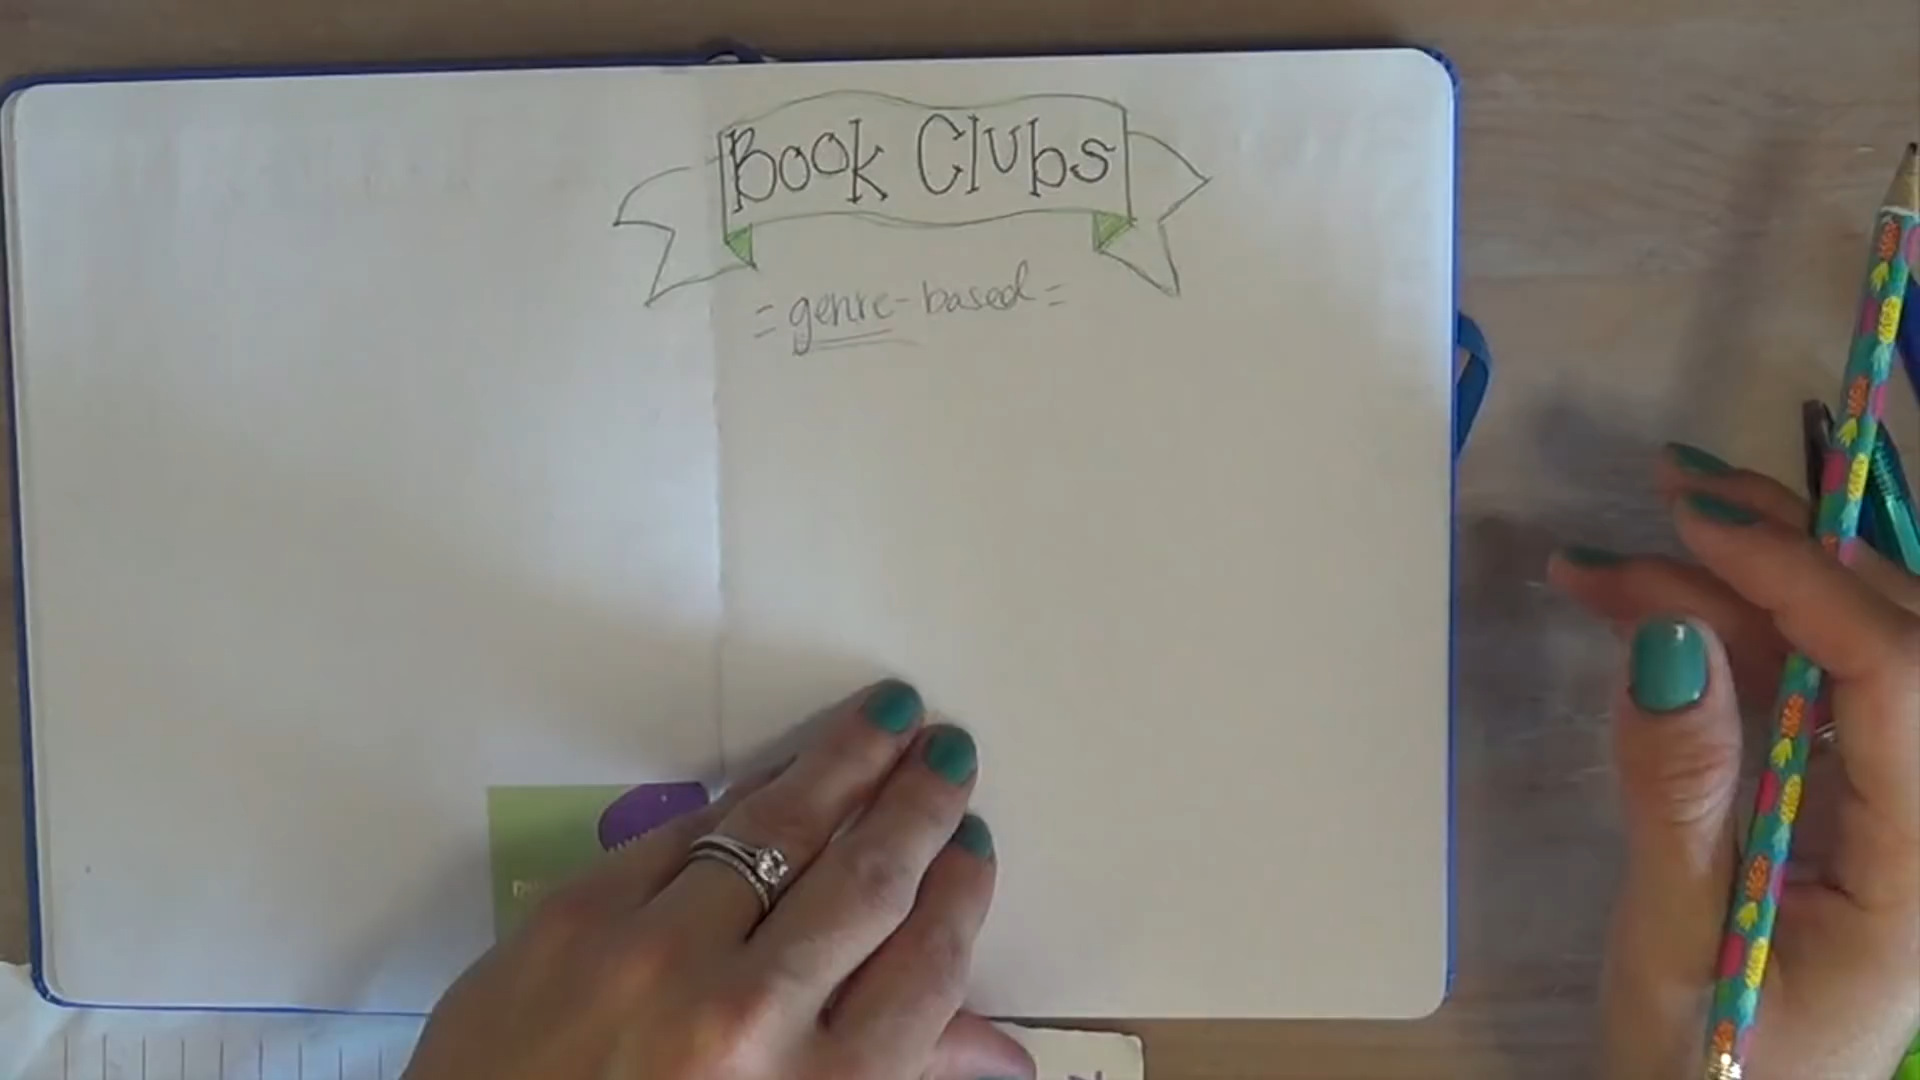 Book Clubs
= genre-based =